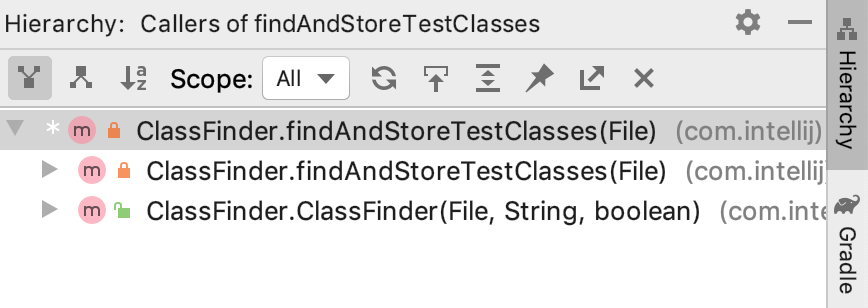 Hierarchy: Callers of findAndStoreTestClasses
Scope: All
* m ClassFinder.findAndStoreTestClasses(File) (com.intellij)
m ClassFinder.findAndStoreTestClasses(File) (com.intellij
m ClassFinder.ClassFinder(File, String, boolean) (com.inte
Hierarchy
Gradle